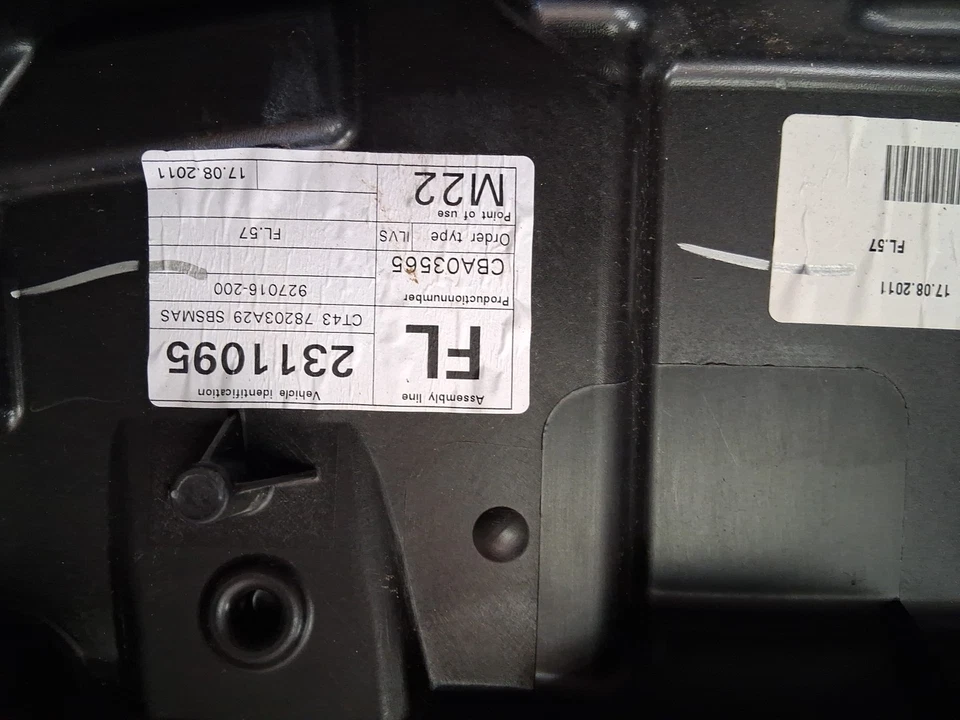 Assembly line
FL
Vehicle identification
2311095
CT43 78203A29 SBSMAS
Productionnumber
CBA03565
927016-200
Order type ILVS
FL.57
Point of use
M22
17.08.2011
17.08.2011
FL.57